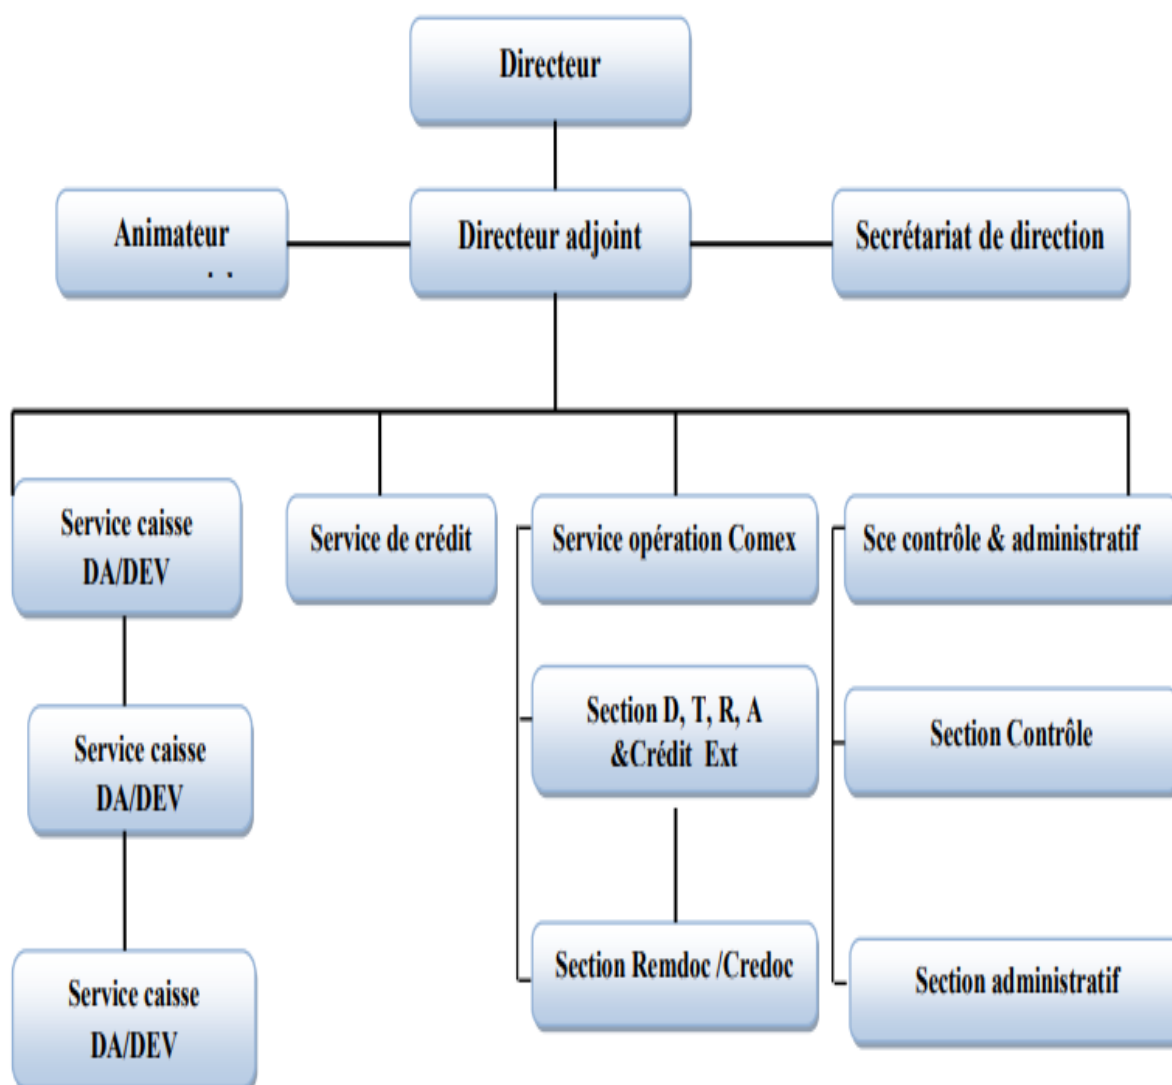 Directeur
Animateur
Directeur adjoint
Secrétariat de direction
Service caisse
DA/DEV
Service de crédit
Service opération Comex
Sce contrôle & administratif
Service caisse
DA/DEV
Section D, T, R, A
&Crédit Ext
Section Contrôle
Service caisse
DA/DEV
Section Remdoc /Credoc
Section administratif